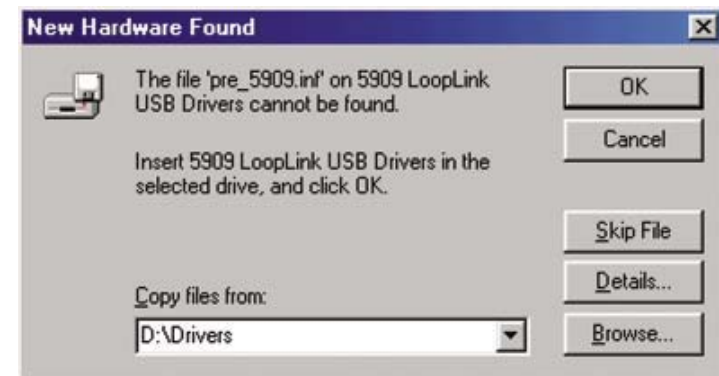 New Hardware Found
The file 'pre_5909.inf' on 5909 LoopLink
USB Drivers cannot be found.
Insert 5909 LoopLink USB Drivers in the
selected drive, and click OK.
Copy files from:
D:\Drivers
OK
Cancel
Skip File
Details...
Browse...